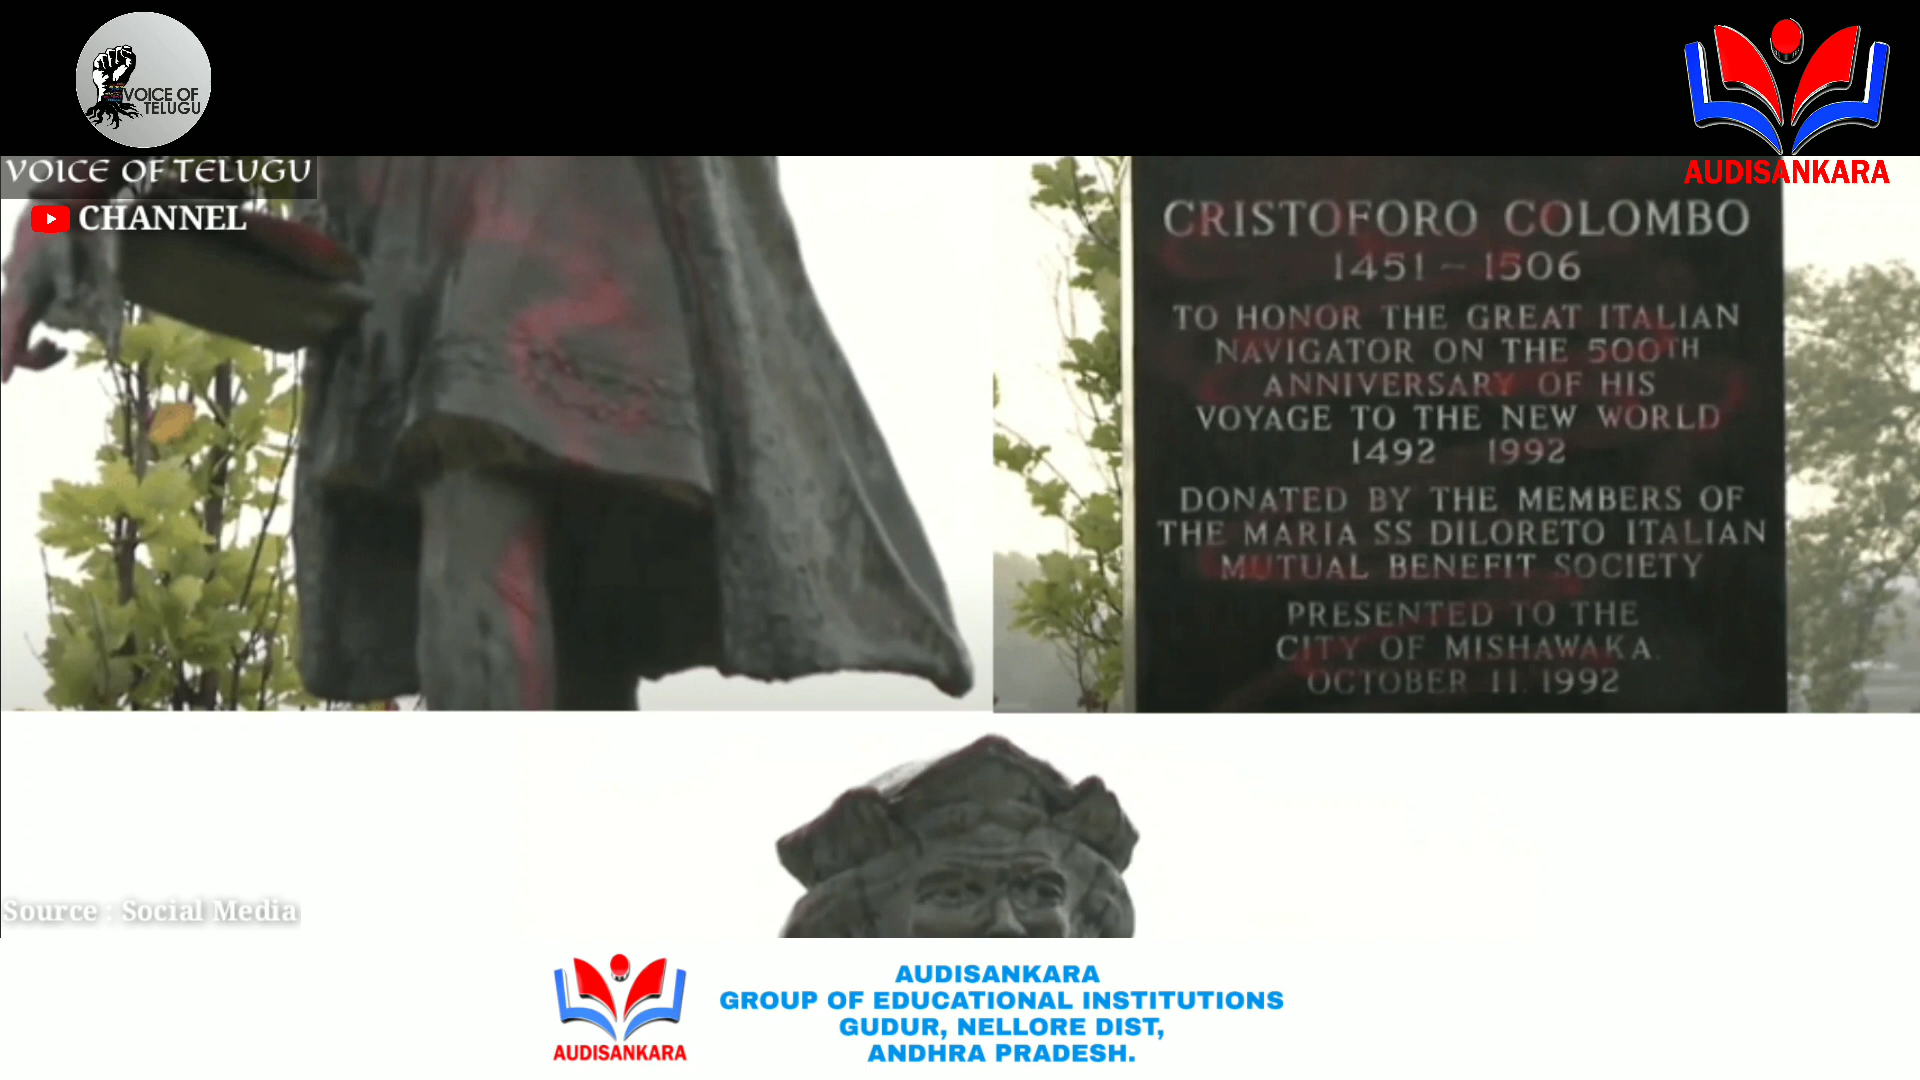 VOICE OF
TELUGU
VOICE OF TELUGU
CHANNEL
AUDISANKARA
CRISTOFORO COLOMBO
1451 - 1506
TO HONOR THE GREAT ITALIAN
NAVIGATOR ON THE 500TH
ANNIVERSARY OF HIS
VOYAGE TO THE NEW WORLD
1492 1992
DONATED BY THE MEMBERS OF
THE MARIA SS DILORETO ITALIAN
MUTUAL BENEFIT SOCIETY
PRESENTED TO THE
CITY OF MISHAWAKA.
OCTOBER 11. 1992
Source : Social Media
AUDISANKARA
AUDISANKARA
GROUP OF EDUCATIONAL INSTITUTIONS
GUDUR, NELLORE DIST,
ANDHRA PRADESH.